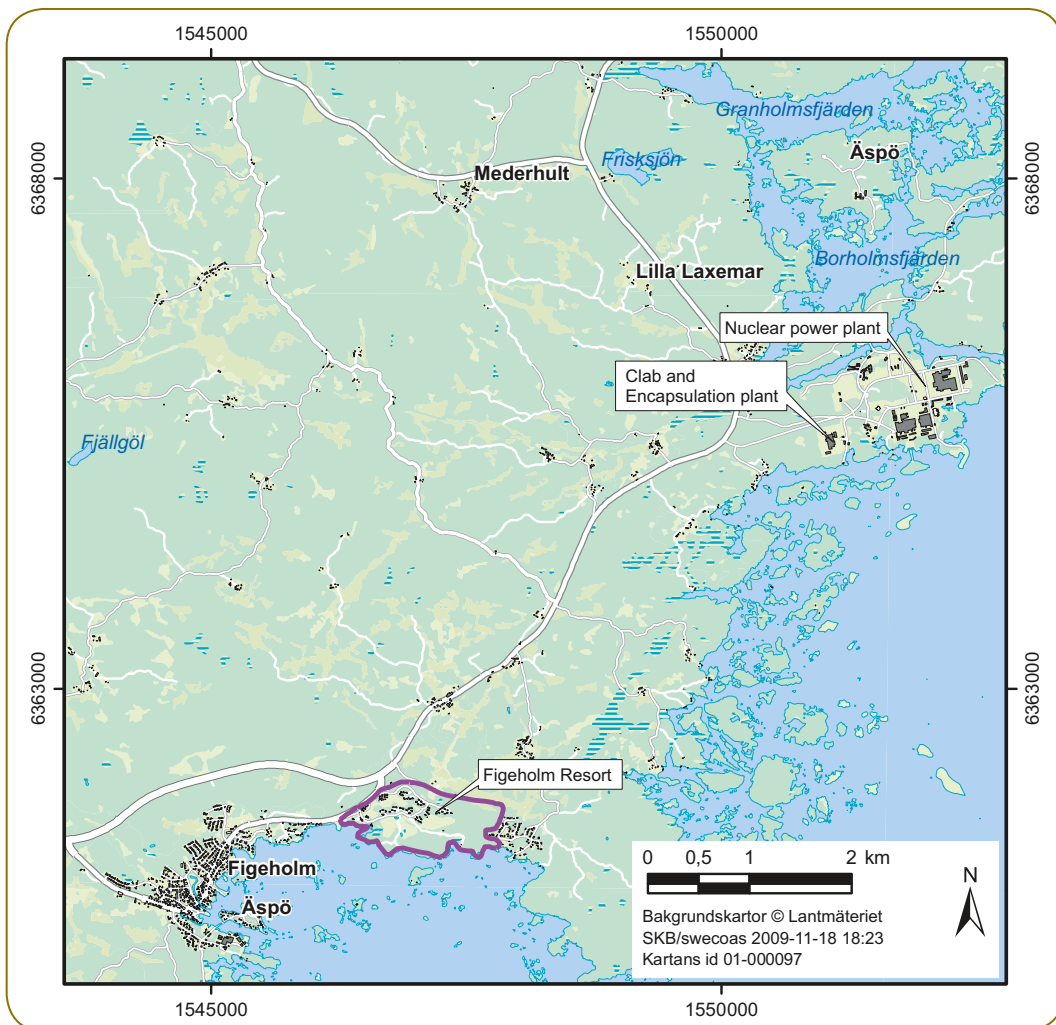 1545000
1550000
Granholmsfjärden
Äspö
Frisksjön
Mederhult
6368000
6368000
Borholmsfjärden
Lilla Laxemar
Nuclear power plant
Clab and
Encapsulation plant
Fjällgöl
6363000
6363000
Figeholm Resort
Figeholm
Äspö
0 0,5 1 2 km
N
Bakgrundskartor © Lantmäteriet
SKB/swecoas 2009-11-18 18:23
Kartans id 01-000097
1545000
1550000